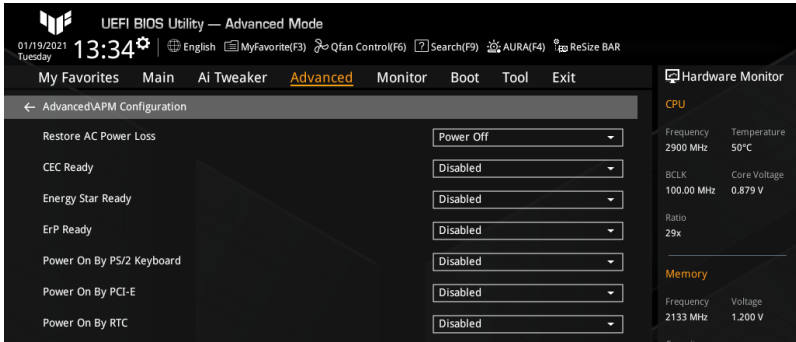 UEFI BIOS Utility — Advanced Mode
01/19/2021 Tuesday 13:34 English MyFavorite(F3) Qfan Control(F6) ? Search(F9) AURA(F4) ReSize BAR
My Favorites Main Ai Tweaker Advanced Monitor Boot Tool Exit
← Advanced\APM Configuration
Restore AC Power Loss Power Off
CEC Ready Disabled
Energy Star Ready Disabled
ErP Ready Disabled
Power On By PS/2 Keyboard Disabled
Power On By PCI-E Disabled
Power On By RTC Disabled
Hardware Monitor
CPU
Frequency Temperature
2900 MHz 50°C
BCLK Core Voltage
100.00 MHz 0.879 V
Ratio
29x
Memory
Frequency Voltage
2133 MHz 1.200 V